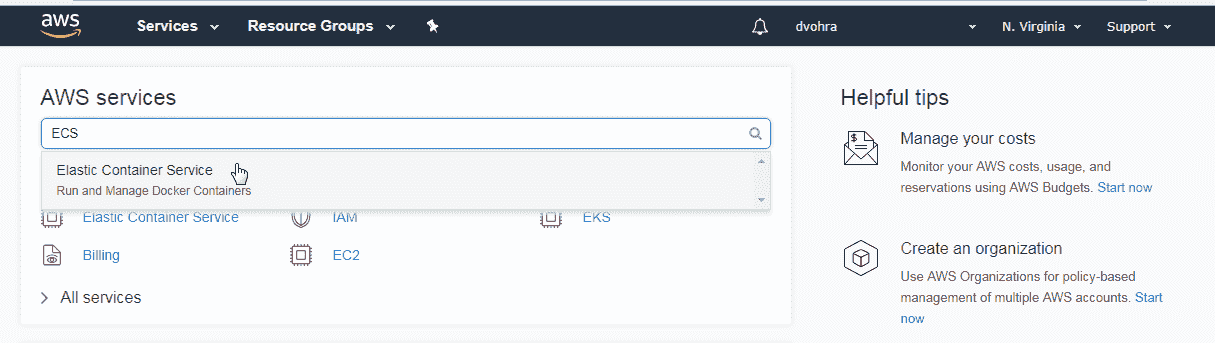 aws Services Resource Groups dvohra N. Virginia Support
AWS services
ECS
Elastic Container Service
Run and Manage Docker Containers
Elastic Container Service IAM EKS
Billing EC2
All services
Helpful tips
Manage your costs
Monitor your AWS costs, usage, and
reservations using AWS Budgets. Start now
Create an organization
Use AWS Organizations for policy-based
management of multiple AWS accounts. Start
now